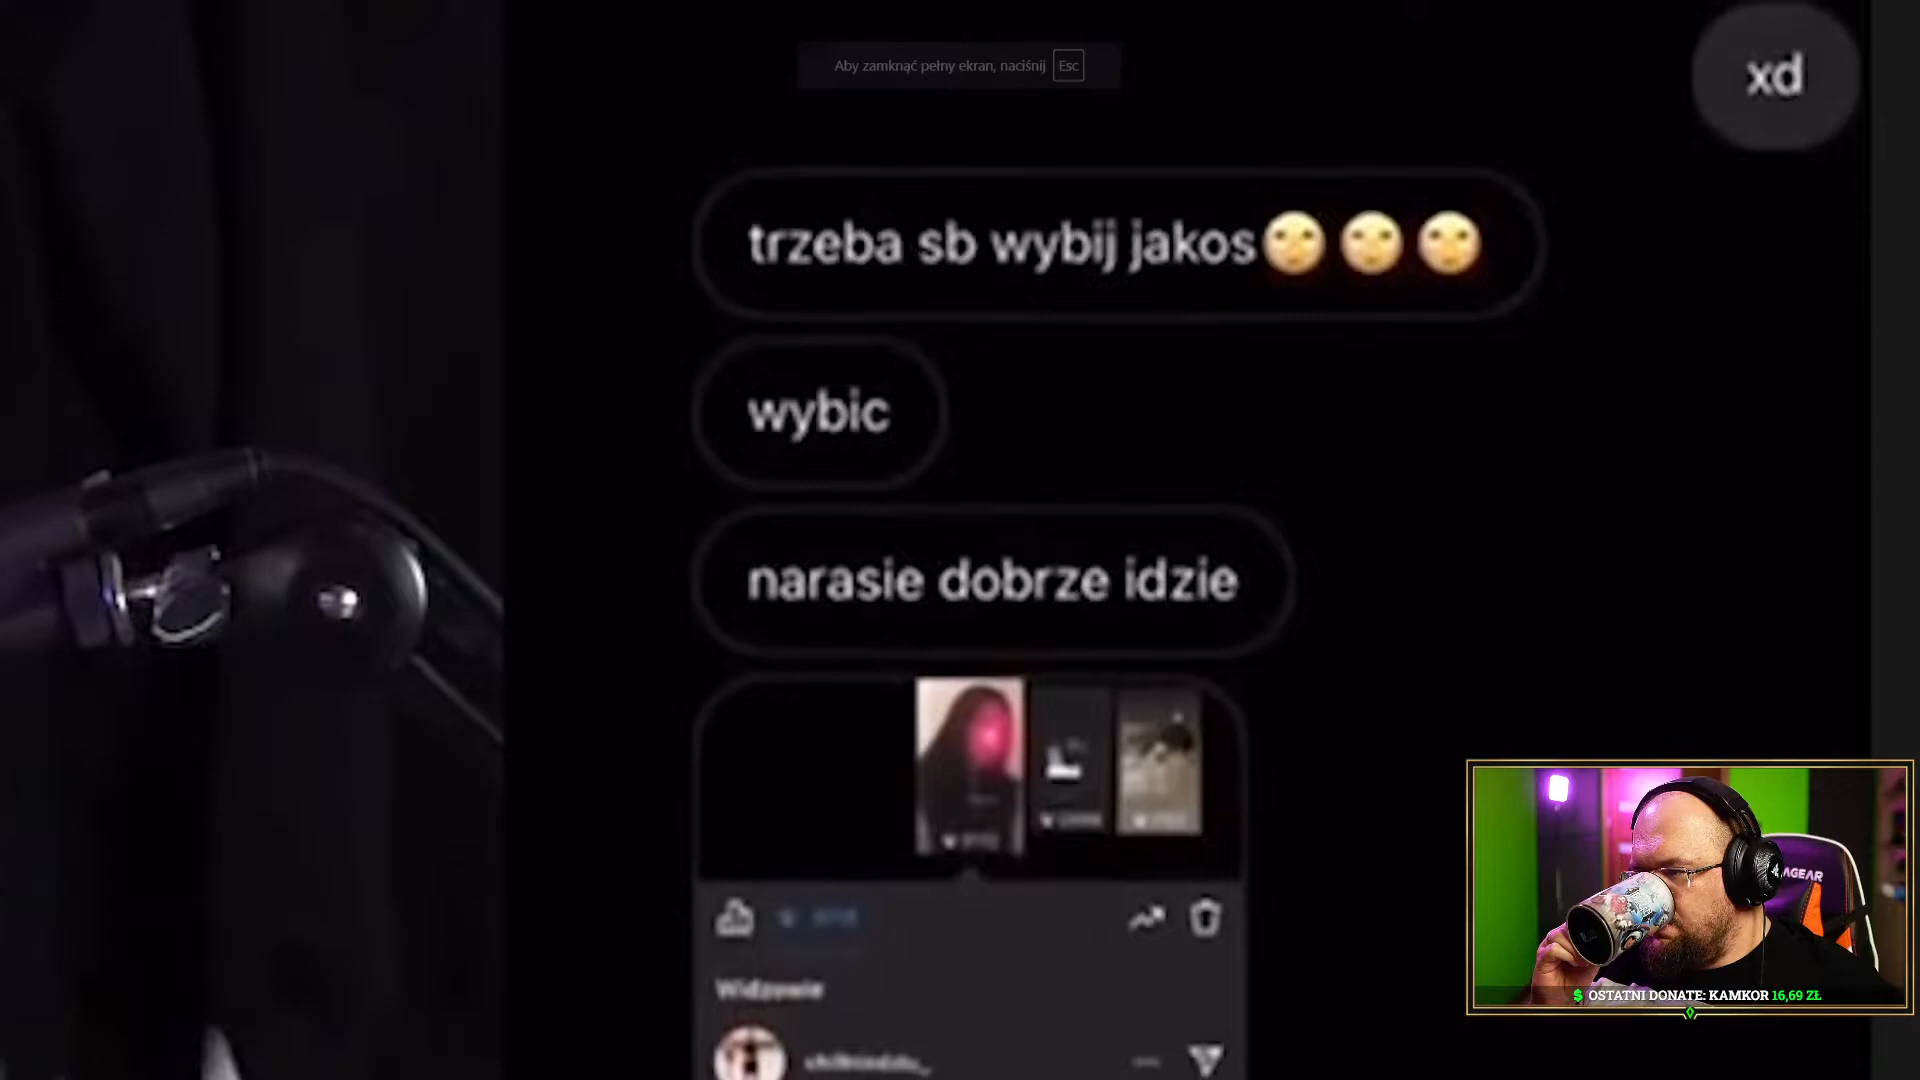 Aby zamknąć pełny ekran, naciśnij Esc
xd
trzeba sb wybij jakos🙄🙄🙄
wybic
narasie dobrze idzie
Widzowie
AGEAR
$ OSTATNI DONATE: KAMKOR 16,69 ZŁ